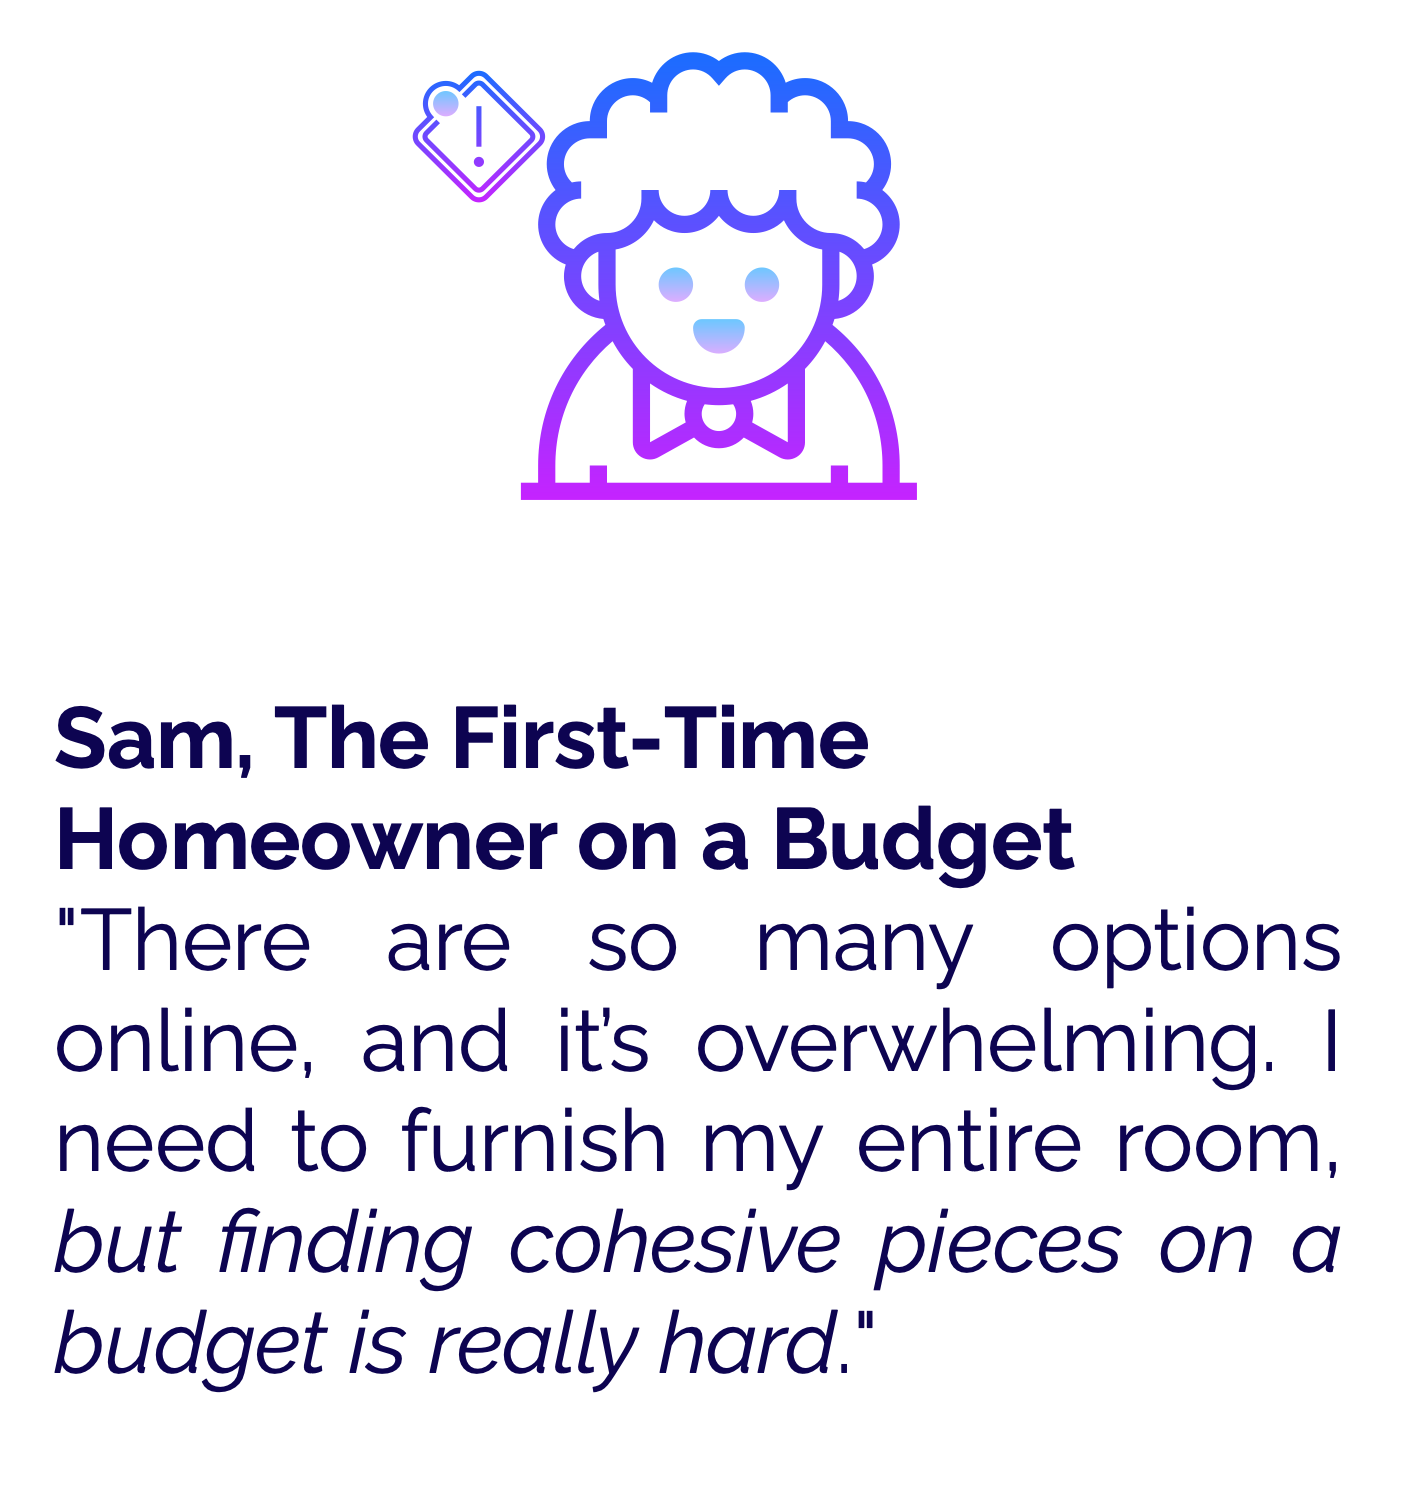 Sam, The First-Time
Homeowner on a Budget
"There are so many options
online, and it’s overwhelming. I
need to furnish my entire room,
but finding cohesive pieces on a
budget is really hard."